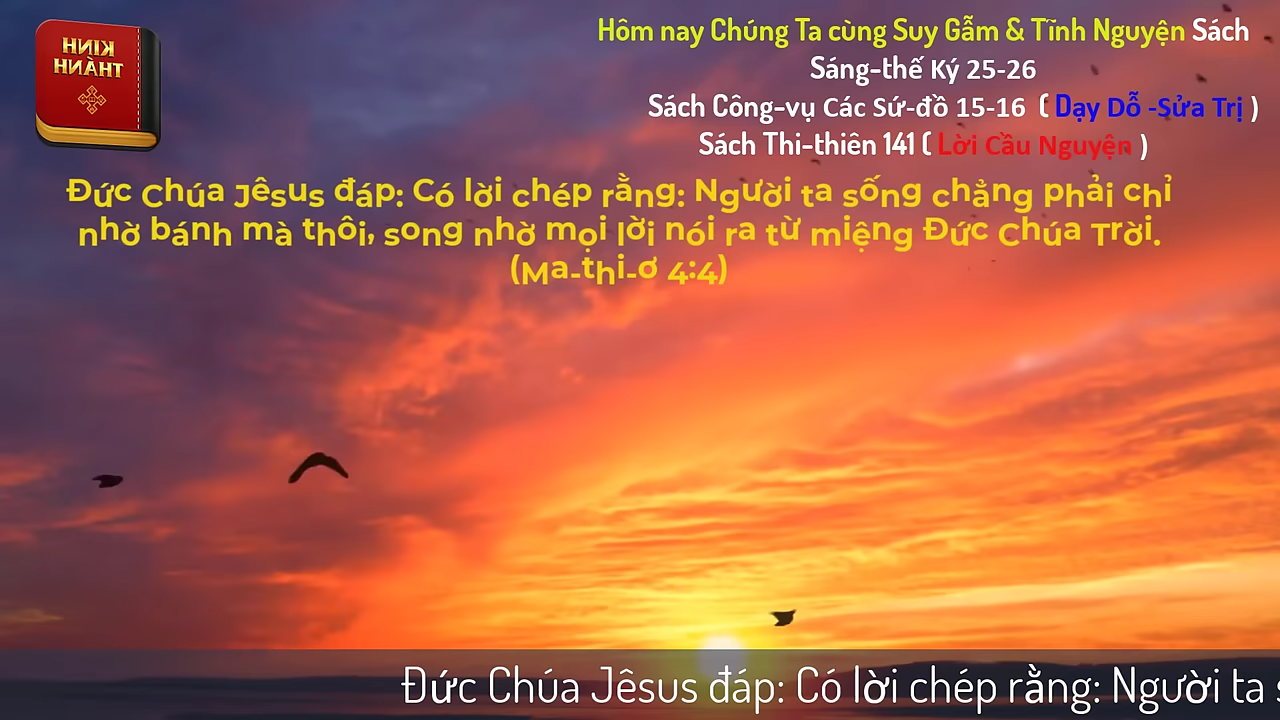 KINH
THÀNH
Hôm nay Chúng Ta cùng Suy Gẫm & Tĩnh Nguyện Sách
Sáng-thế Ký 25-26
Sách Công-vụ Các Sứ-đồ 15-16 ( Dạy Dỗ -Sửa Trị )
Sách Thi-thiên 141 ( Lời Cầu Nguyện )
Đức Chúa Jêsus đáp: Có lời chép rằng: Người ta sống chẳng phải chỉ
nhờ bánh mà thôi, song nhờ mọi lời nói ra từ miệng Đức Chúa Trời.
(Ma-thi-ơ 4:4)
Đức Chúa Jêsus đáp: Có lời chép rằng: Người ta